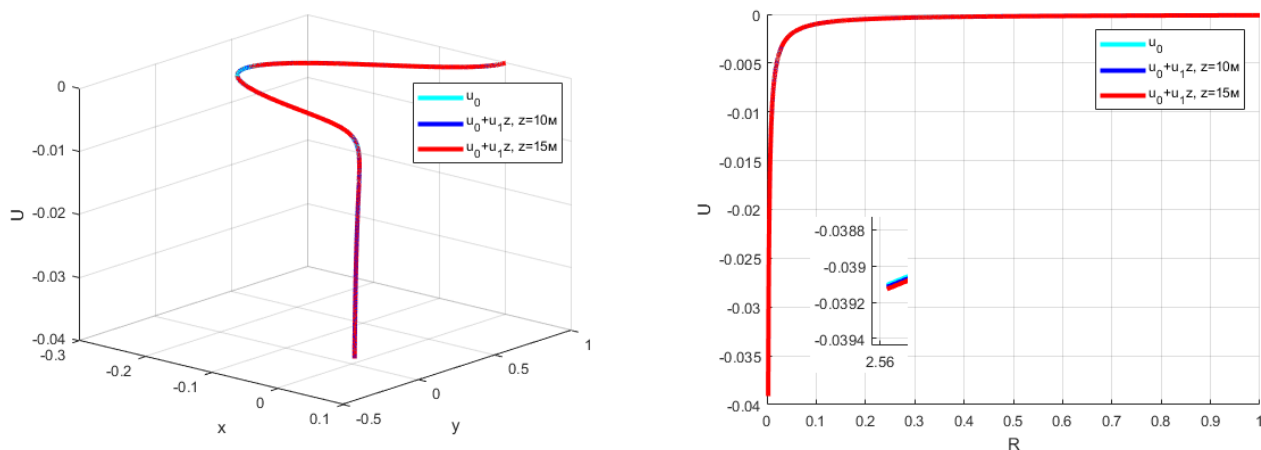 0
-0.01
-0.02
-0.03
-0.04
U
-0.3
-0.2
-0.1
0
0.1
x
-0.5
0
0.5
1
y
u0
u0+u1z, z=10м
u0+u1z, z=15м
0
-0.005
-0.01
-0.015
-0.02
-0.025
-0.03
-0.035
-0.04
U
u0
u0+u1z, z=10м
u0+u1z, z=15м
-0.0388
-0.039
-0.0392
-0.0394
2.56
0 0.1 0.2 0.3 0.4 0.5 0.6 0.7 0.8 0.9 1
R